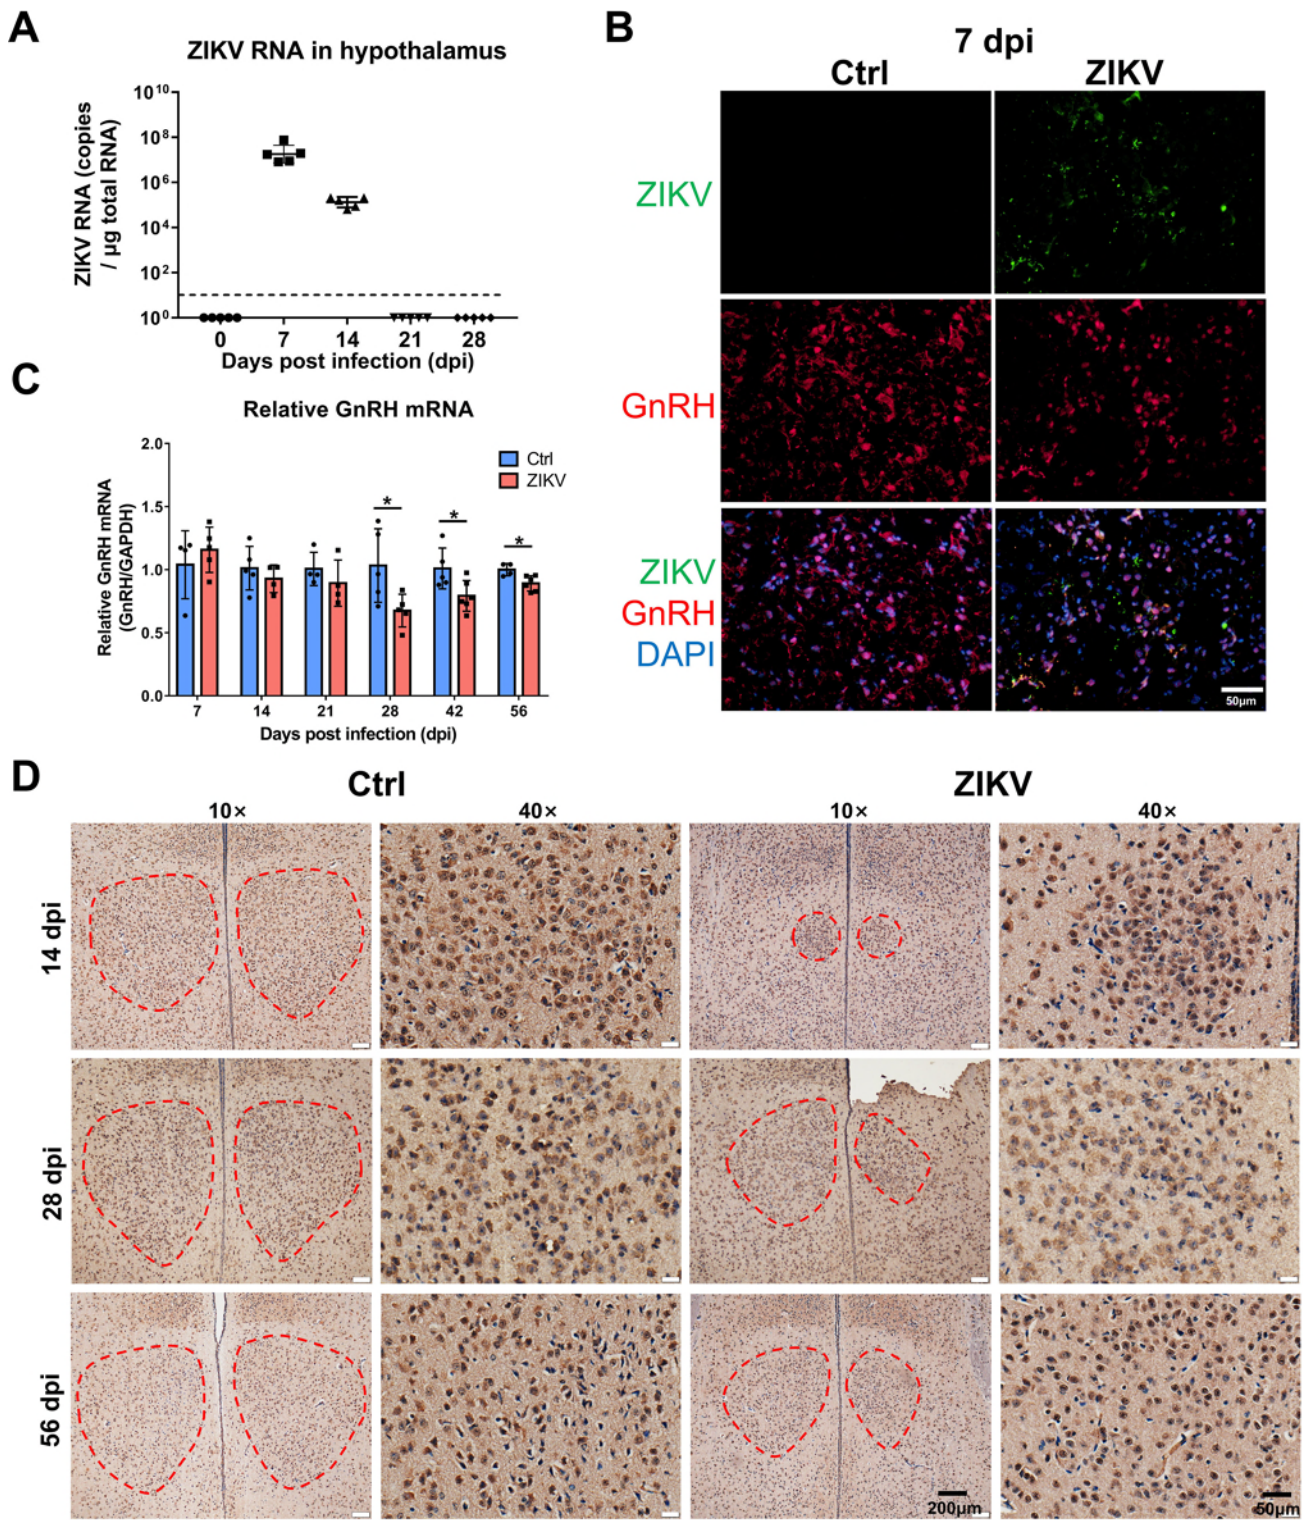 A
ZIKV RNA in hypothalamus
ZIKV RNA (copies
/ µg total RNA)
10^10
10^8
10^6
10^4
10^2
10^0
0 7 14 21 28
Days post infection (dpi)
B
7 dpi
Ctrl ZIKV
ZIKV
GnRH
ZIKV
GnRH
DAPI
50µm
C
Relative GnRH mRNA
Relative GnRH mRNA
(GnRH/GAPDH)
2.0
1.5
1.0
0.5
0.0
Ctrl
ZIKV
* * *
7 14 21 28 42 56
Days post infection (dpi)
D
Ctrl ZIKV
10× 40× 10× 40×
14 dpi
28 dpi
56 dpi
200µm 50µm